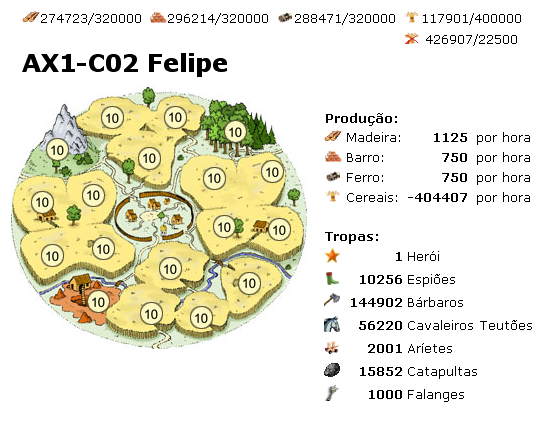 274723/320000 296214/320000 288471/320000 117901/400000
426907/22500
AX1-C02 Felipe
10 10
10 10 10
10 10 10 10
10 10 10 10
10 10 10
10 10
Produção:
Madeira: 1125 por hora
Barro: 750 por hora
Ferro: 750 por hora
Cereais: -404407 por hora
Tropas:
1 Herói
10256 Espiões
144902 Bárbaros
56220 Cavaleiros Teutões
2001 Aríetes
15852 Catapultas
1000 Falanges